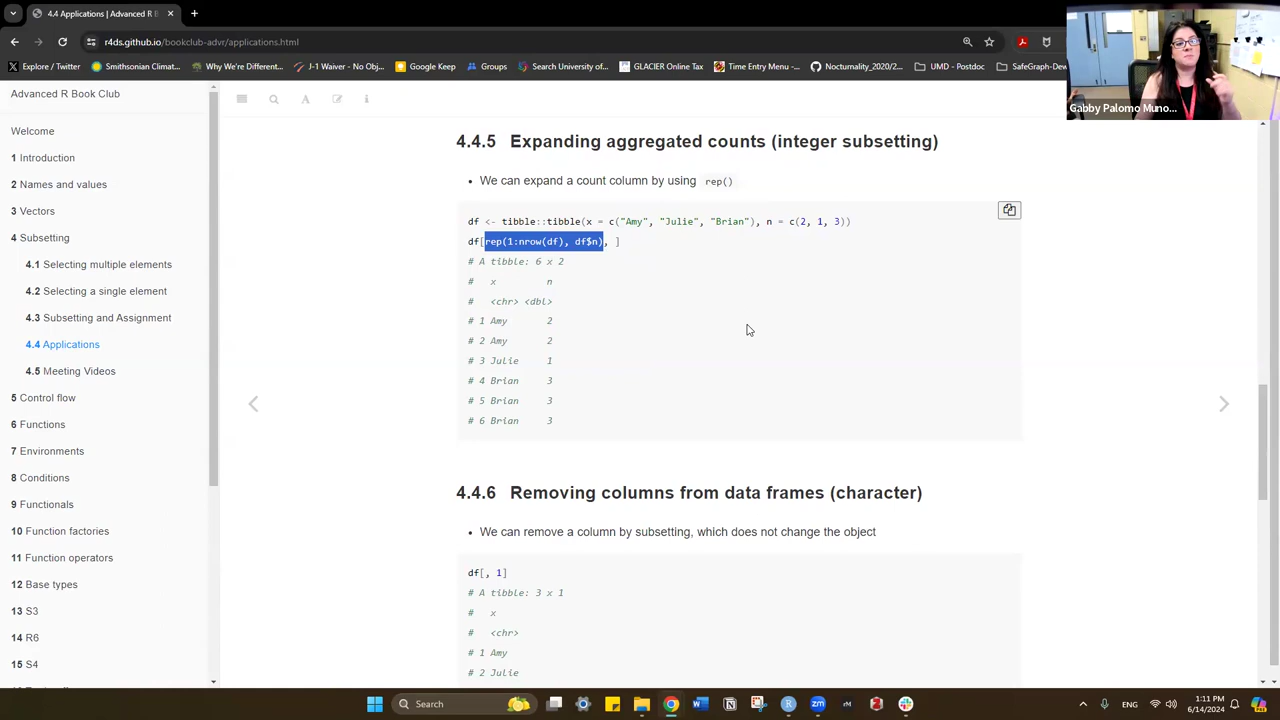 4.4 Applications | Advanced R B
r4ds.github.io/bookclub-advr/applications.html
Explore / Twitter
Smithsonian Climat...
Why We're Different...
J-1 Waiver - No Obj...
Google Keep
University of...
GLACIER Online Tax
Time Entry Menu -...
Nocturnality_2020/2...
UMD - Postdoc
SafeGraph-Dew
Gabby Palomo Muno...
Advanced R Book Club
Welcome
1 Introduction
2 Names and values
3 Vectors
4 Subsetting
4.1 Selecting multiple elements
4.2 Selecting a single element
4.3 Subsetting and Assignment
4.4 Applications
4.5 Meeting Videos
5 Control flow
6 Functions
7 Environments
8 Conditions
9 Functionals
10 Function factories
11 Function operators
12 Base types
13 S3
14 R6
15 S4
4.4.5 Expanding aggregated counts (integer subsetting)
• We can expand a count column by using rep()
df <- tibble::tibble(x = c("Amy", "Julie", "Brian"), n = c(2, 1, 3))
df[rep(1:nrow(df), df$n), ]
# A tibble: 6 x 2
# x n
# <chr> <dbl>
# 1 Amy 2
# 2 Amy 2
# 3 Julie 1
# 4 Brian 3
# 5 Brian 3
# 6 Brian 3
4.4.6 Removing columns from data frames (character)
• We can remove a column by subsetting, which does not change the object
df[, 1]
# A tibble: 3 x 1
# x
# <chr>
# 1 Amy
# 2 Julie
Search
ENG
1:11 PM
6/14/2024